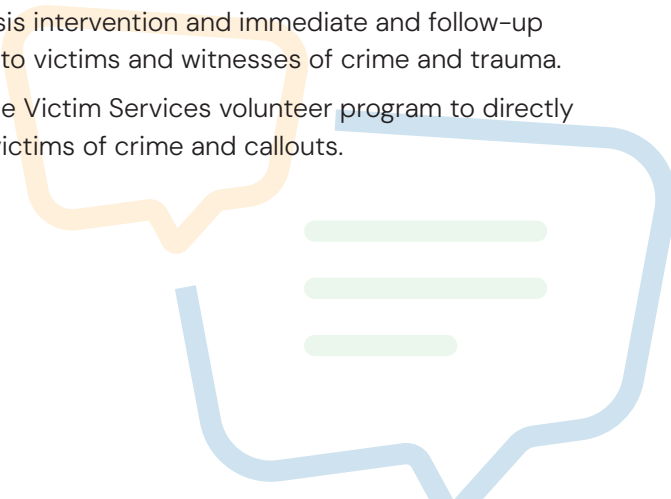 sis intervention and immediate and follow-up
to victims and witnesses of crime and trauma.
e Victim Services volunteer program to directly
victims of crime and callouts.